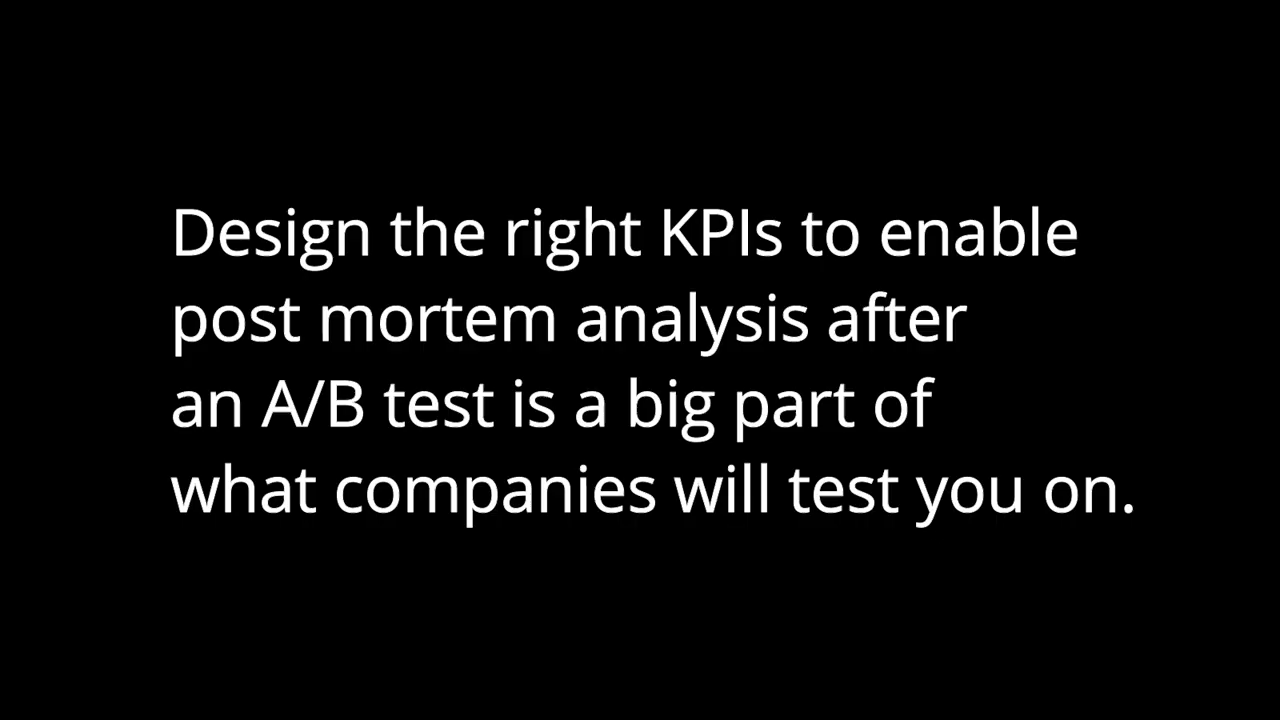 Design the right KPIs to enable
post mortem analysis after
an A/B test is a big part of
what companies will test you on.